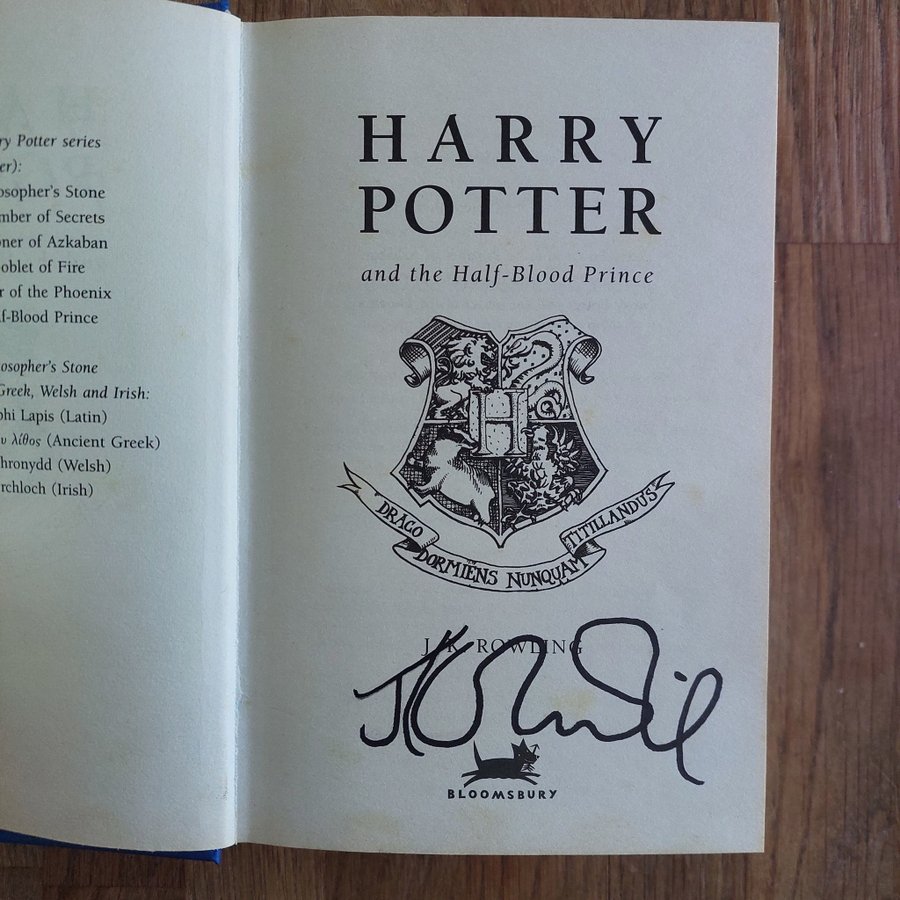 ry Potter series
er):
osopher's Stone
mber of Secrets
oner of Azkaban
oblet of Fire
r of the Phoenix
lf-Blood Prince
osopher's Stone
Greek, Welsh and Irish:
phi Lapis (Latin)
υ λίθος (Ancient Greek)
hronydd (Welsh)
rchloch (Irish)
HARRY
POTTER
and the Half-Blood Prince
H
DRACO DORMIENS NUNQUAM TITILLANDUS
J. K. ROWLING
BLOOMSBURY